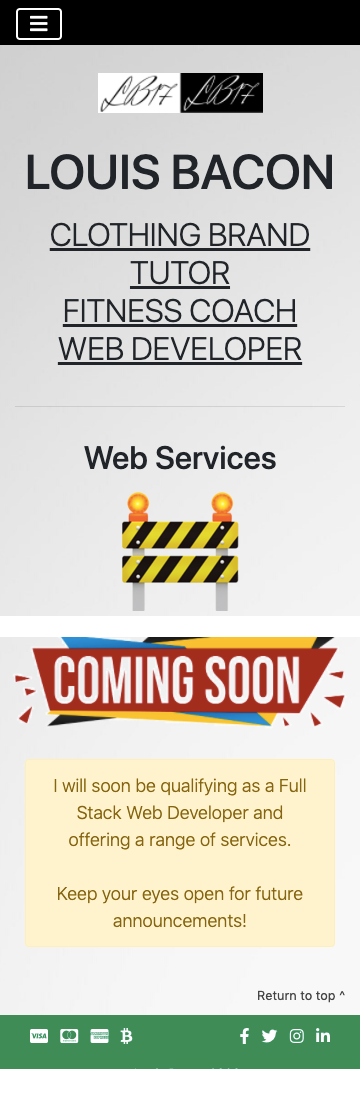 LB17 LB17
LOUIS BACON
CLOTHING BRAND
TUTOR
FITNESS COACH
WEB DEVELOPER
Web Services
COMING SOON
I will soon be qualifying as a Full
Stack Web Developer and
offering a range of services.
Keep your eyes open for future
announcements!
Return to top ^
VISA